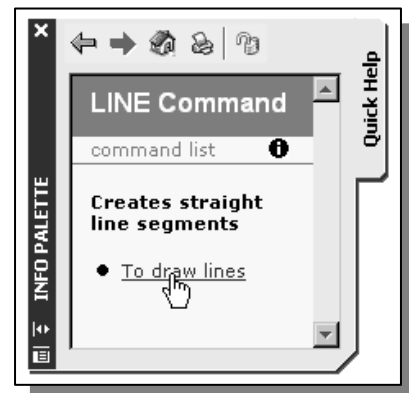 LINE Command
command list
Creates straight
line segments
• To draw lines
INFO PALETTE
Quick Help